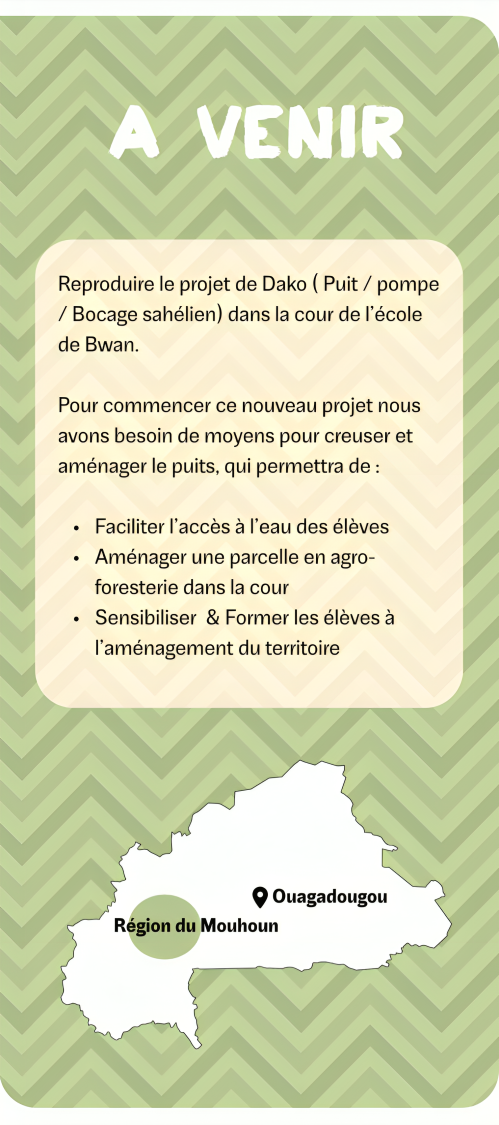 A VENIR
Reproduire le projet de Dako ( Puit / pompe
/ Bocage sahélien) dans la cour de l'école
de Bwan.
Pour commencer ce nouveau projet nous
avons besoin de moyens pour creuser et
aménager le puits, qui permettra de :
• Faciliter l'accès à l'eau des élèves
• Aménager une parcelle en agro-
foresterie dans la cour
• Sensibiliser & Former les élèves à
l'aménagement du territoire
Ouagadougou
Région du Mouhoun